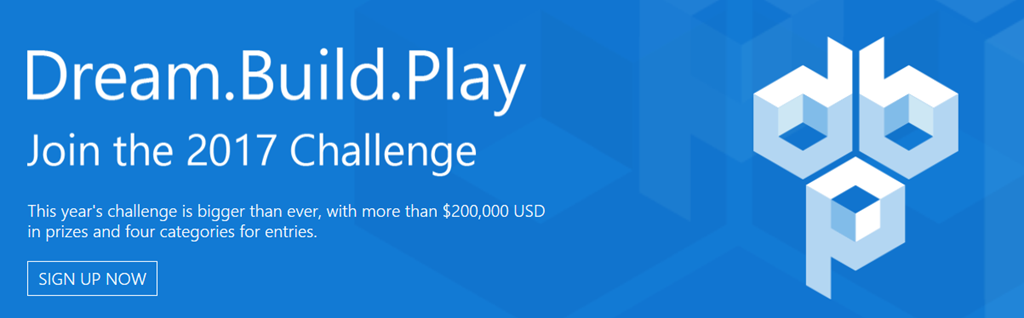 Dream.Build.Play
Join the 2017 Challenge
This year's challenge is bigger than ever, with more than $200,000 USD
in prizes and four categories for entries.
SIGN UP NOW
db
p